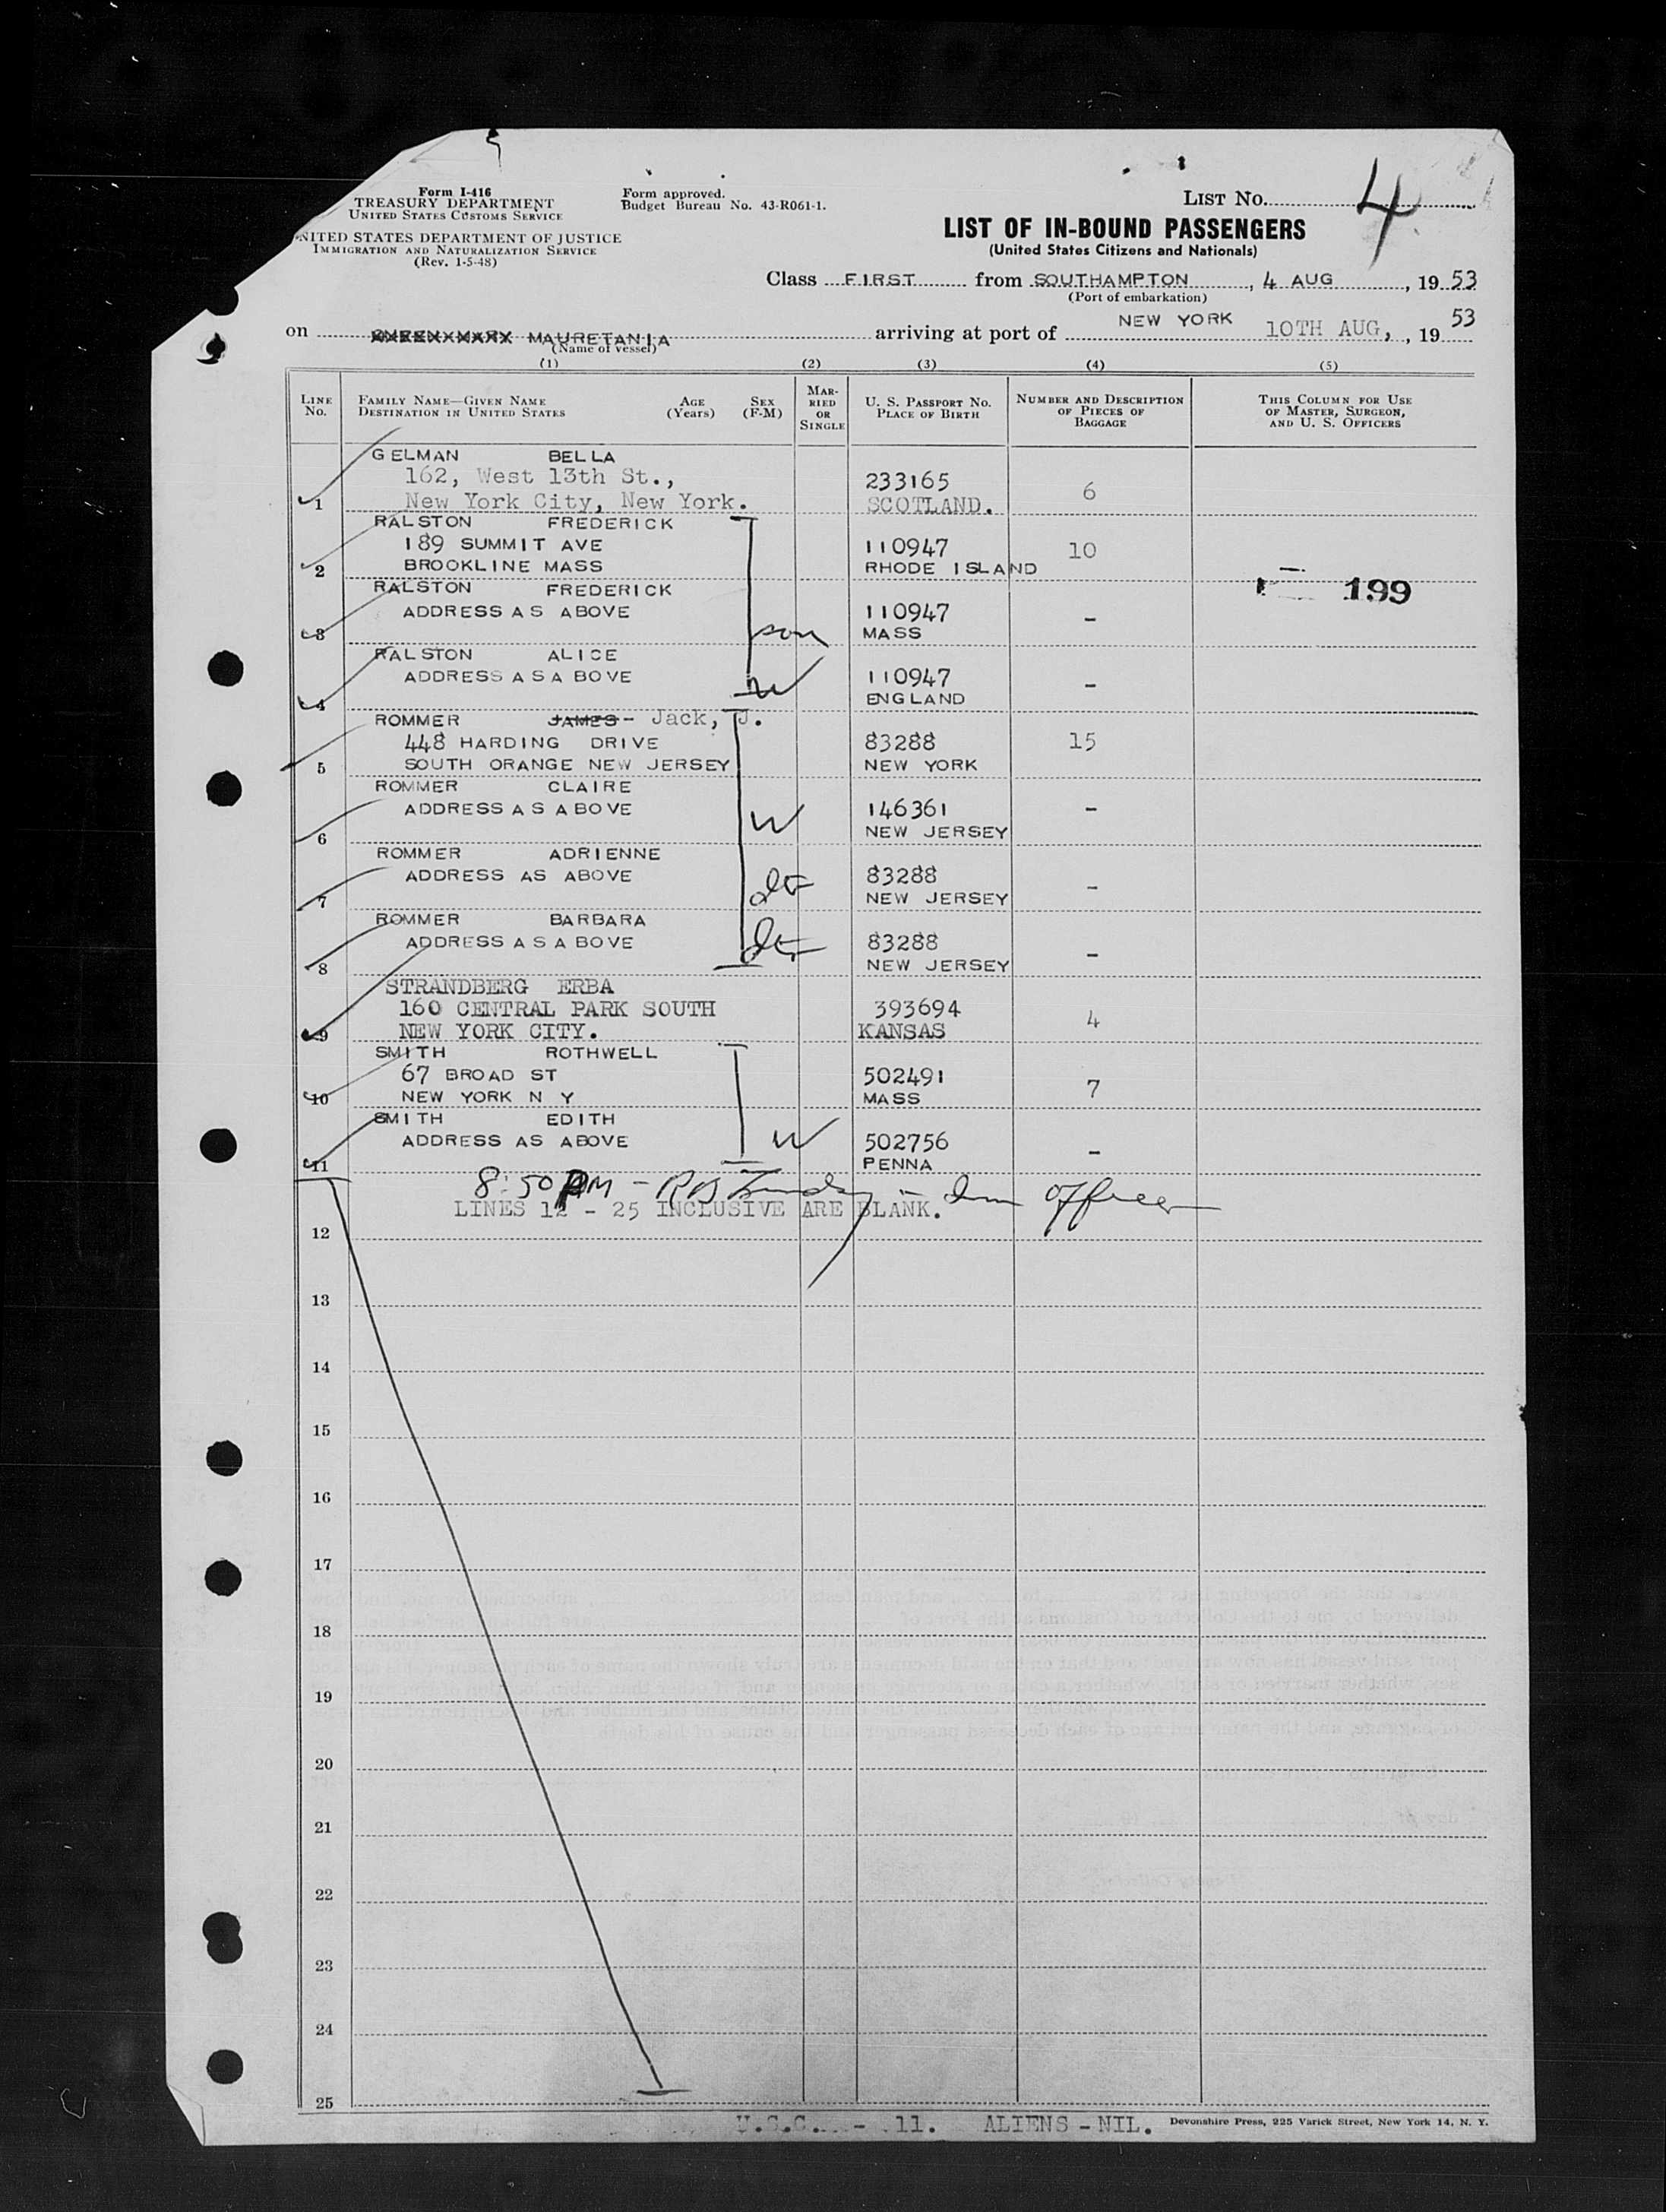 Form I-416
TREASURY DEPARTMENT
UNITED STATES CUSTOMS SERVICE
Form approved.
Budget Bureau No. 43-R061-1.
LIST No. 4
NITED STATES DEPARTMENT OF JUSTICE
IMMIGRATION AND NATURALIZATION SERVICE
(Rev. 1-5-48)
LIST OF IN-BOUND PASSENGERS
(United States Citizens and Nationals)
Class FIRST from SOUTHAMPTON, 4 AUG, 1953
(Port of embarkation)
on QUEEN MARY MAURETANIA arriving at port of NEW YORK 10TH AUG, , 1953
(Name of vessel)
(1) (2) (3) (4) (5)
LINE No. FAMILY NAME—GIVEN NAME DESTINATION IN UNITED STATES AGE (Years) SEX (F-M) MARRIED OR SINGLE U. S. PASSPORT No. PLACE OF BIRTH NUMBER AND DESCRIPTION OF PIECES OF BAGGAGE THIS COLUMN FOR USE OF MASTER, SURGEON, AND U. S. OFFICERS
GELMAN BELLA
162, West 13th St., 233165 6
1 New York City, New York. SCOTLAND.
RALSTON FREDERICK
189 SUMMIT AVE 110947 10
2 BROOKLINE MASS RHODE ISLAND
RALSTON FREDERICK 199
ADDRESS AS ABOVE 110947 -
3 son MASS
RALSTON ALICE
ADDRESS AS ABOVE 110947 -
4 W ENGLAND
ROMMER JAMES- Jack, J.
448 HARDING DRIVE 83288 15
5 SOUTH ORANGE NEW JERSEY NEW YORK
ROMMER CLAIRE
ADDRESS AS ABOVE W 146361 -
6 NEW JERSEY
ROMMER ADRIENNE
ADDRESS AS ABOVE dtr 83288 -
7 NEW JERSEY
ROMMER BARBARA
ADDRESS AS ABOVE dtr 83288 -
8 NEW JERSEY
STRANDBERG ERBA
160 CENTRAL PARK SOUTH 393694 4
9 NEW YORK CITY. KANSAS
SMITH ROTHWELL
67 BROAD ST 502491 7
10 NEW YORK N Y MASS
SMITH EDITH
ADDRESS AS ABOVE W 502756 -
11 PENNA
8:50 PM - Imm Officer
LINES 12 - 25 INCLUSIVE ARE BLANK.
12
13
14
15
16
17
18
19
20
21
22
23
24
25
U.S.C. - 11. ALIENS - NIL. Devonshire Press, 225 Varick Street, New York 14, N. Y.